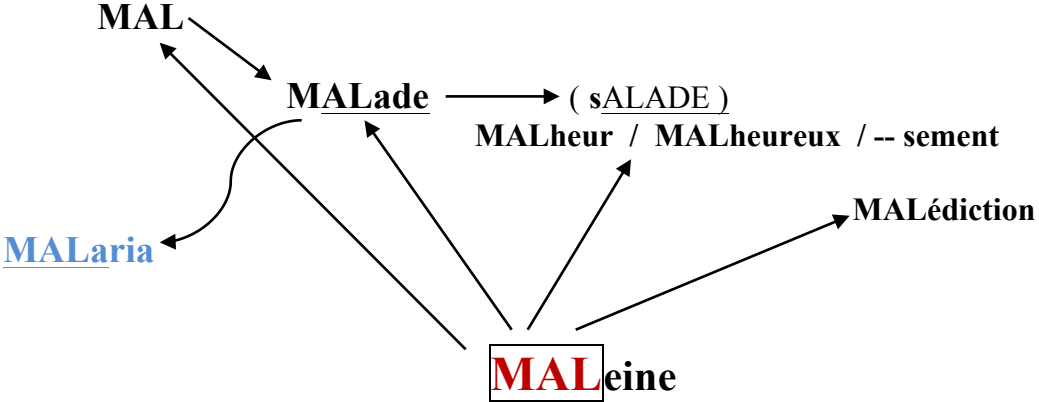 MAL
MALade ( sALADE )
MALheur / MALheureux / -- sement
MALédiction
MALaria
MALeine